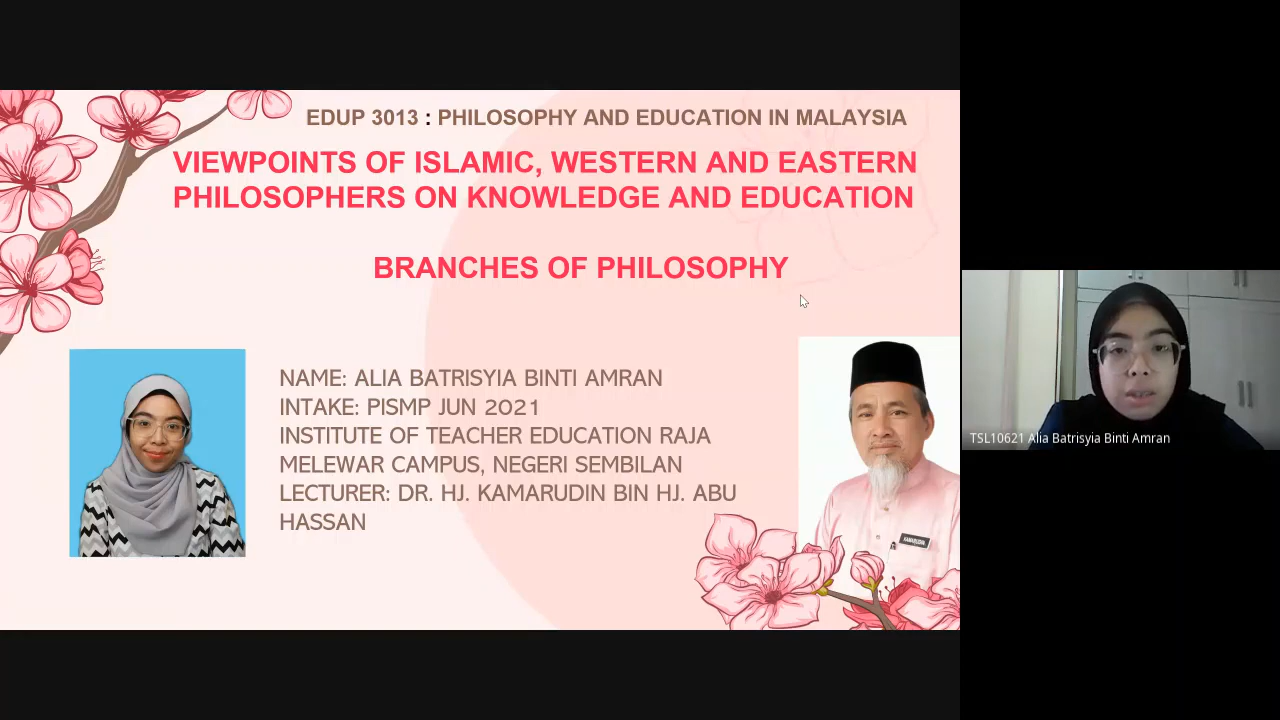 EDUP 3013 : PHILOSOPHY AND EDUCATION IN MALAYSIA
VIEWPOINTS OF ISLAMIC, WESTERN AND EASTERN
PHILOSOPHERS ON KNOWLEDGE AND EDUCATION
BRANCHES OF PHILOSOPHY
NAME: ALIA BATRISYIA BINTI AMRAN
INTAKE: PISMP JUN 2021
INSTITUTE OF TEACHER EDUCATION RAJA
MELEWAR CAMPUS, NEGERI SEMBILAN
LECTURER: DR. HJ. KAMARUDIN BIN HJ. ABU
HASSAN
KAMARUDIN
TSL10621 Alia Batrisyia Binti Amran